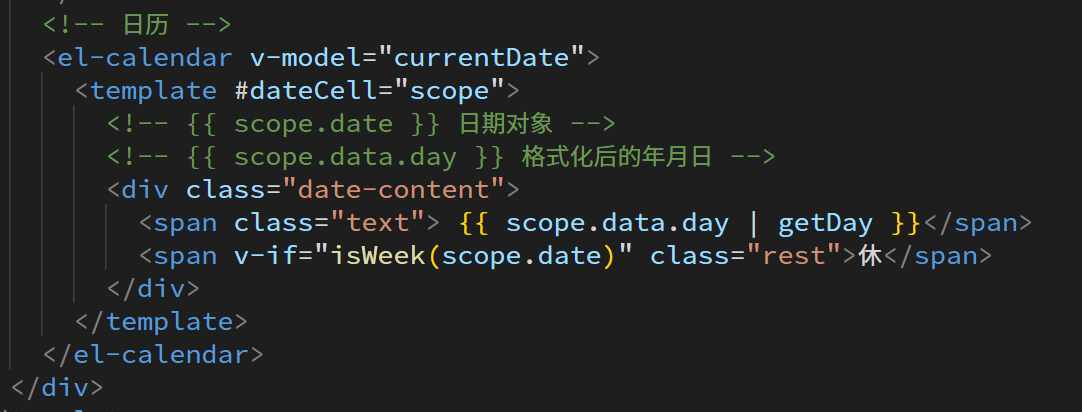 <!-- 日历 -->
<el-calendar v-model="currentDate">
<template #dateCell="scope">
<!-- {{ scope.date }} 日期对象 -->
<!-- {{ scope.data.day }} 格式化后的年月日 -->
<div class="date-content">
<span class="text"> {{ scope.data.day | getDay }}</span>
<span v-if="isWeek(scope.date)" class="rest">休</span>
</div>
</template>
</el-calendar>
</div>